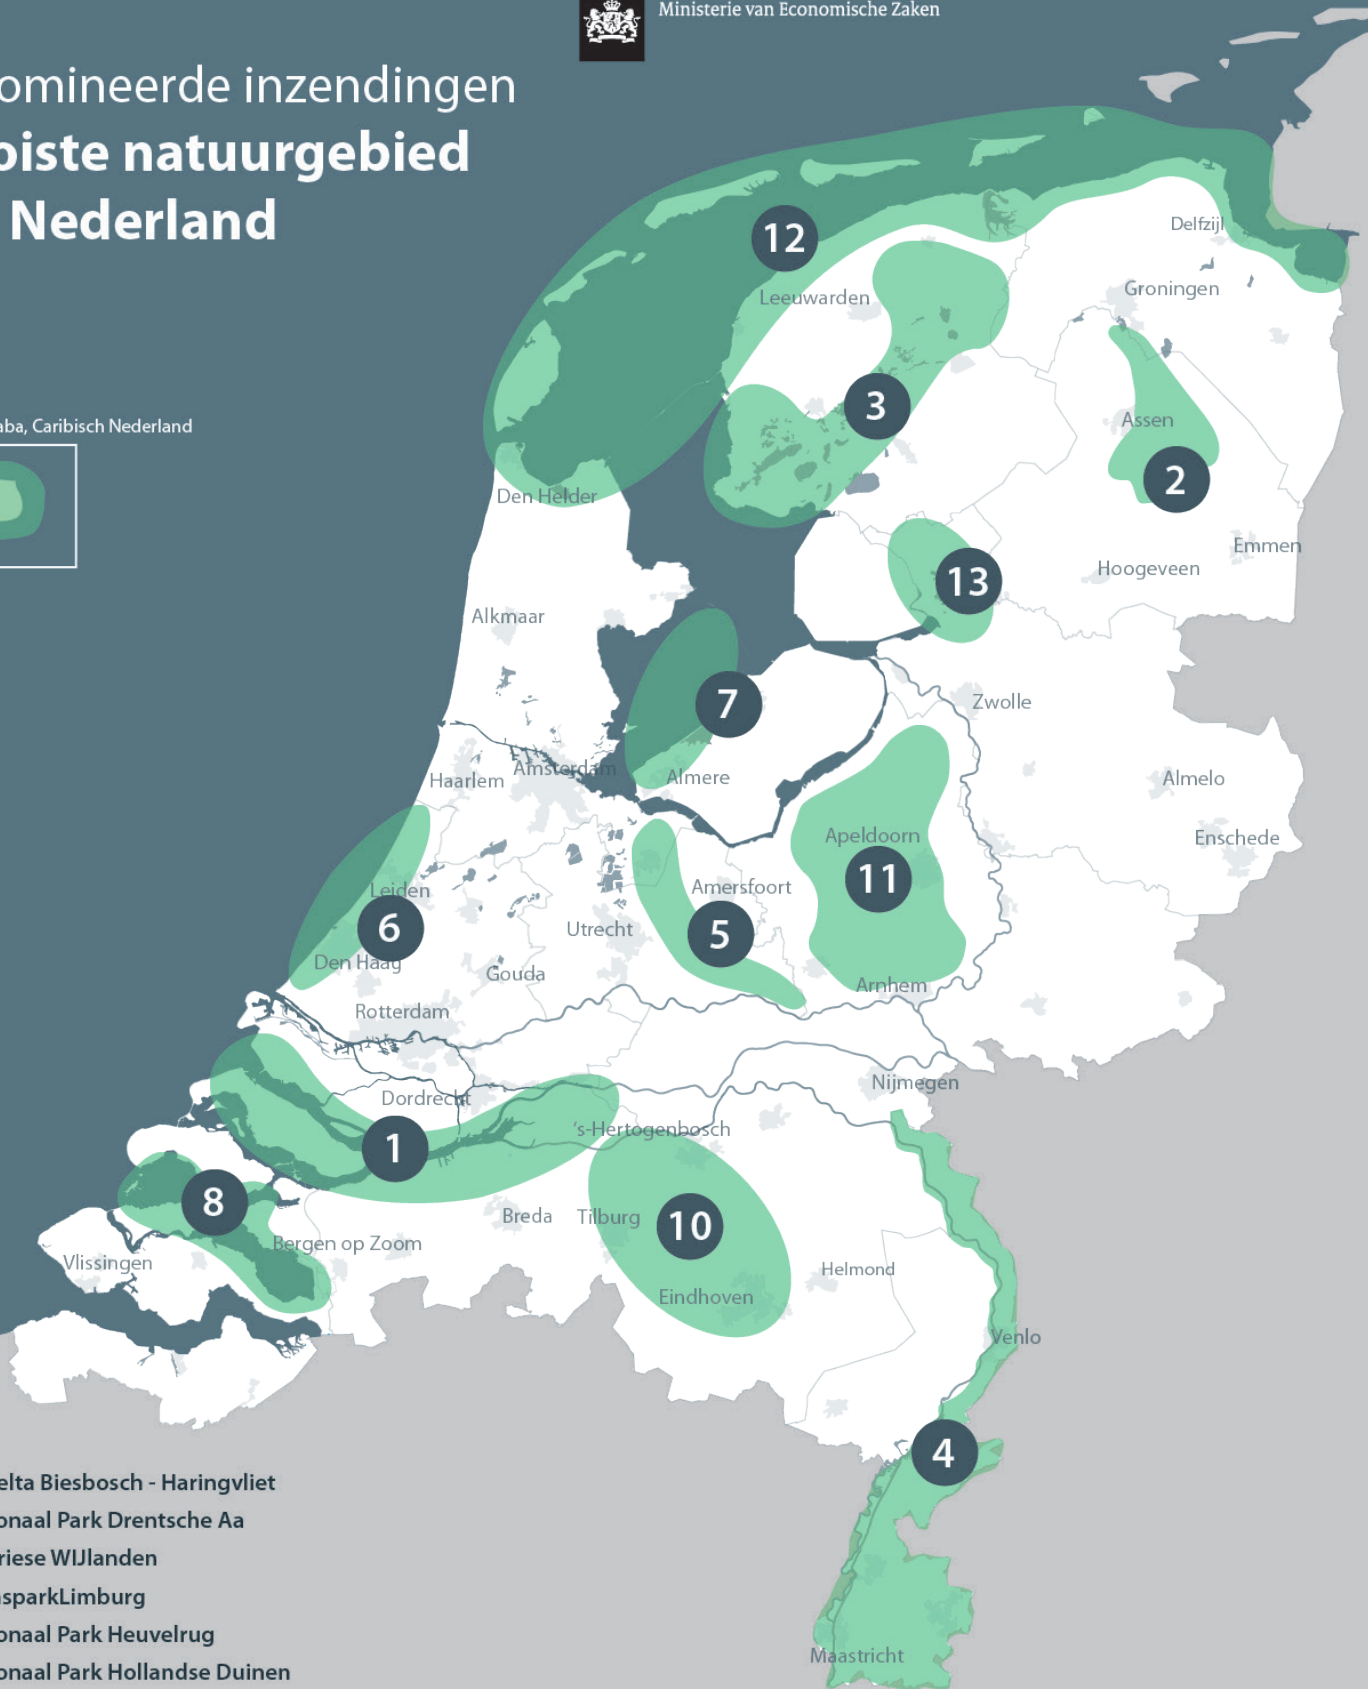 Ministerie van Economische Zaken
omineerde inzendingen
oiste natuurgebied
Nederland
12
Delfzijl
Groningen
Leeuwarden
3
aba, Caribisch Nederland
Assen
2
Den Helder
Emmen
Hoogeveen
13
Alkmaar
7
Zwolle
Haarlem
Amsterdam
Almere
Almelo
Apeldoorn
Enschede
11
Leiden
Amersfoort
6
Utrecht
5
Den Haag
Gouda
Arnhem
Rotterdam
Nijmegen
Dordrecht
's-Hertogenbosch
1
8
Breda
Tilburg
10
Bergen op Zoom
Vlissingen
Helmond
Eindhoven
Venlo
4
elta Biesbosch - Haringvliet
onaal Park Drentsche Aa
riese WIJlanden
sparkLimburg
onaal Park Heuvelrug
onaal Park Hollandse Duinen
Maastricht